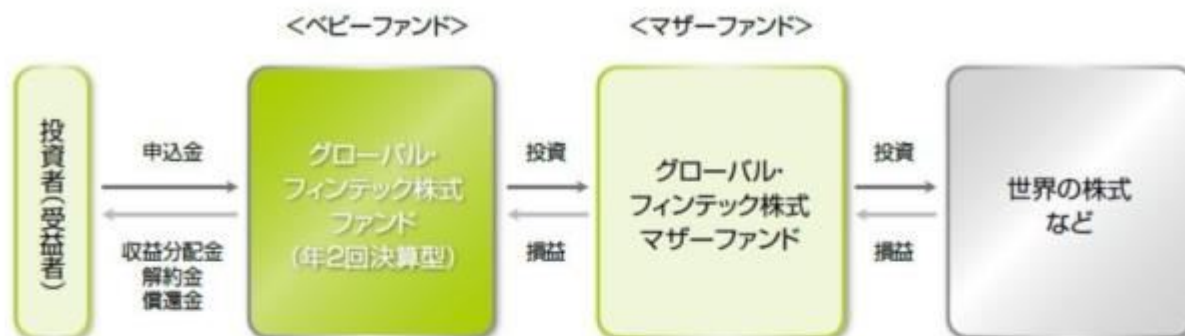 <ベビーファンド>
<マザーファンド>
投資者(受益者)
申込金
収益分配金
解約金
償還金
グローバル・
フィンテック株式
ファンド
(年2回決算型)
投資
損益
グローバル・
フィンテック株式
マザーファンド
投資
損益
世界の株式
など